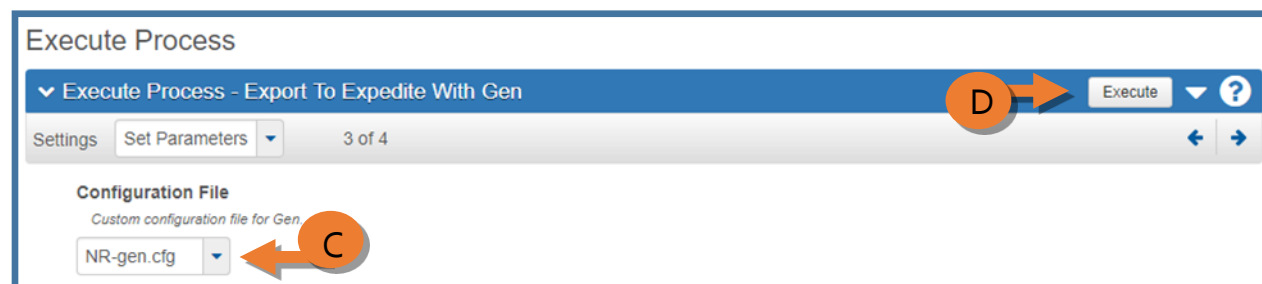 Execute Process
Execute Process - Export To Expedite With Gen
D
Execute
?
Settings Set Parameters 3 of 4
Configuration File
Custom configuration file for Gen.
NR-gen.cfg
C